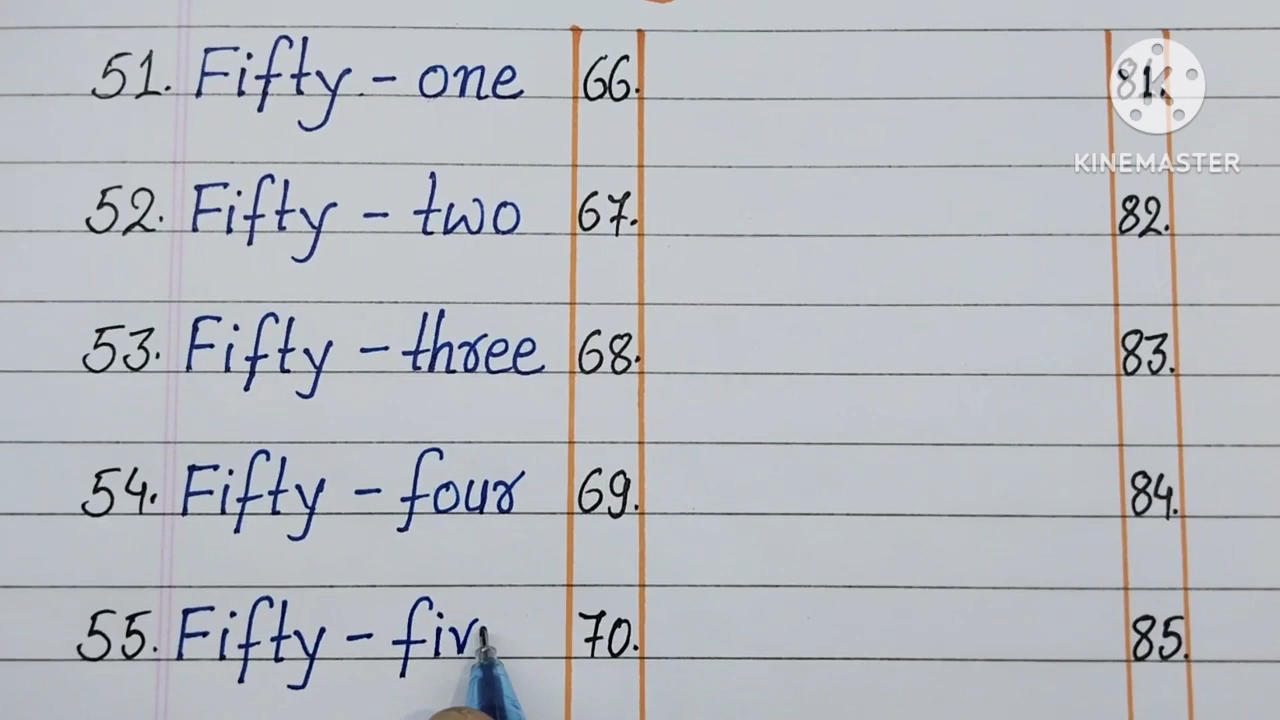 51. Fifty - one 66. 81.
KINEMASTER
52. Fifty - two 67. 82.
53. Fifty - three 68. 83.
54. Fifty - four 69. 84.
55. Fifty - fiv 70. 85.